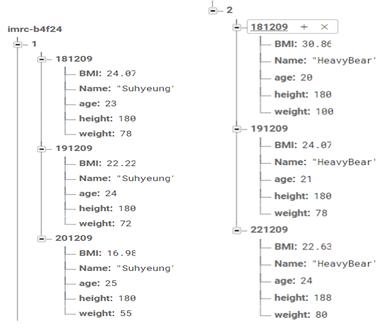 imrc-b4f24
1
181209
BMI: 24.07
Name: "Suhyeung'
age: 23
height: 180
weight: 78
191209
BMI: 22.22
Name: "Suhyeung'
age: 24
height: 180
weight: 72
201209
BMI: 16.98
Name: "Suhyeung'
age: 25
height: 180
weight: 55
2
181209 + ×
BMI: 30.86
Name: "HeavyBear'
age: 20
height: 180
weight: 100
191209
BMI: 24.07
Name: "HeavyBear'
age: 21
height: 180
weight: 78
221209
BMI: 22.63
Name: "HeavyBear'
age: 24
height: 188
weight: 80